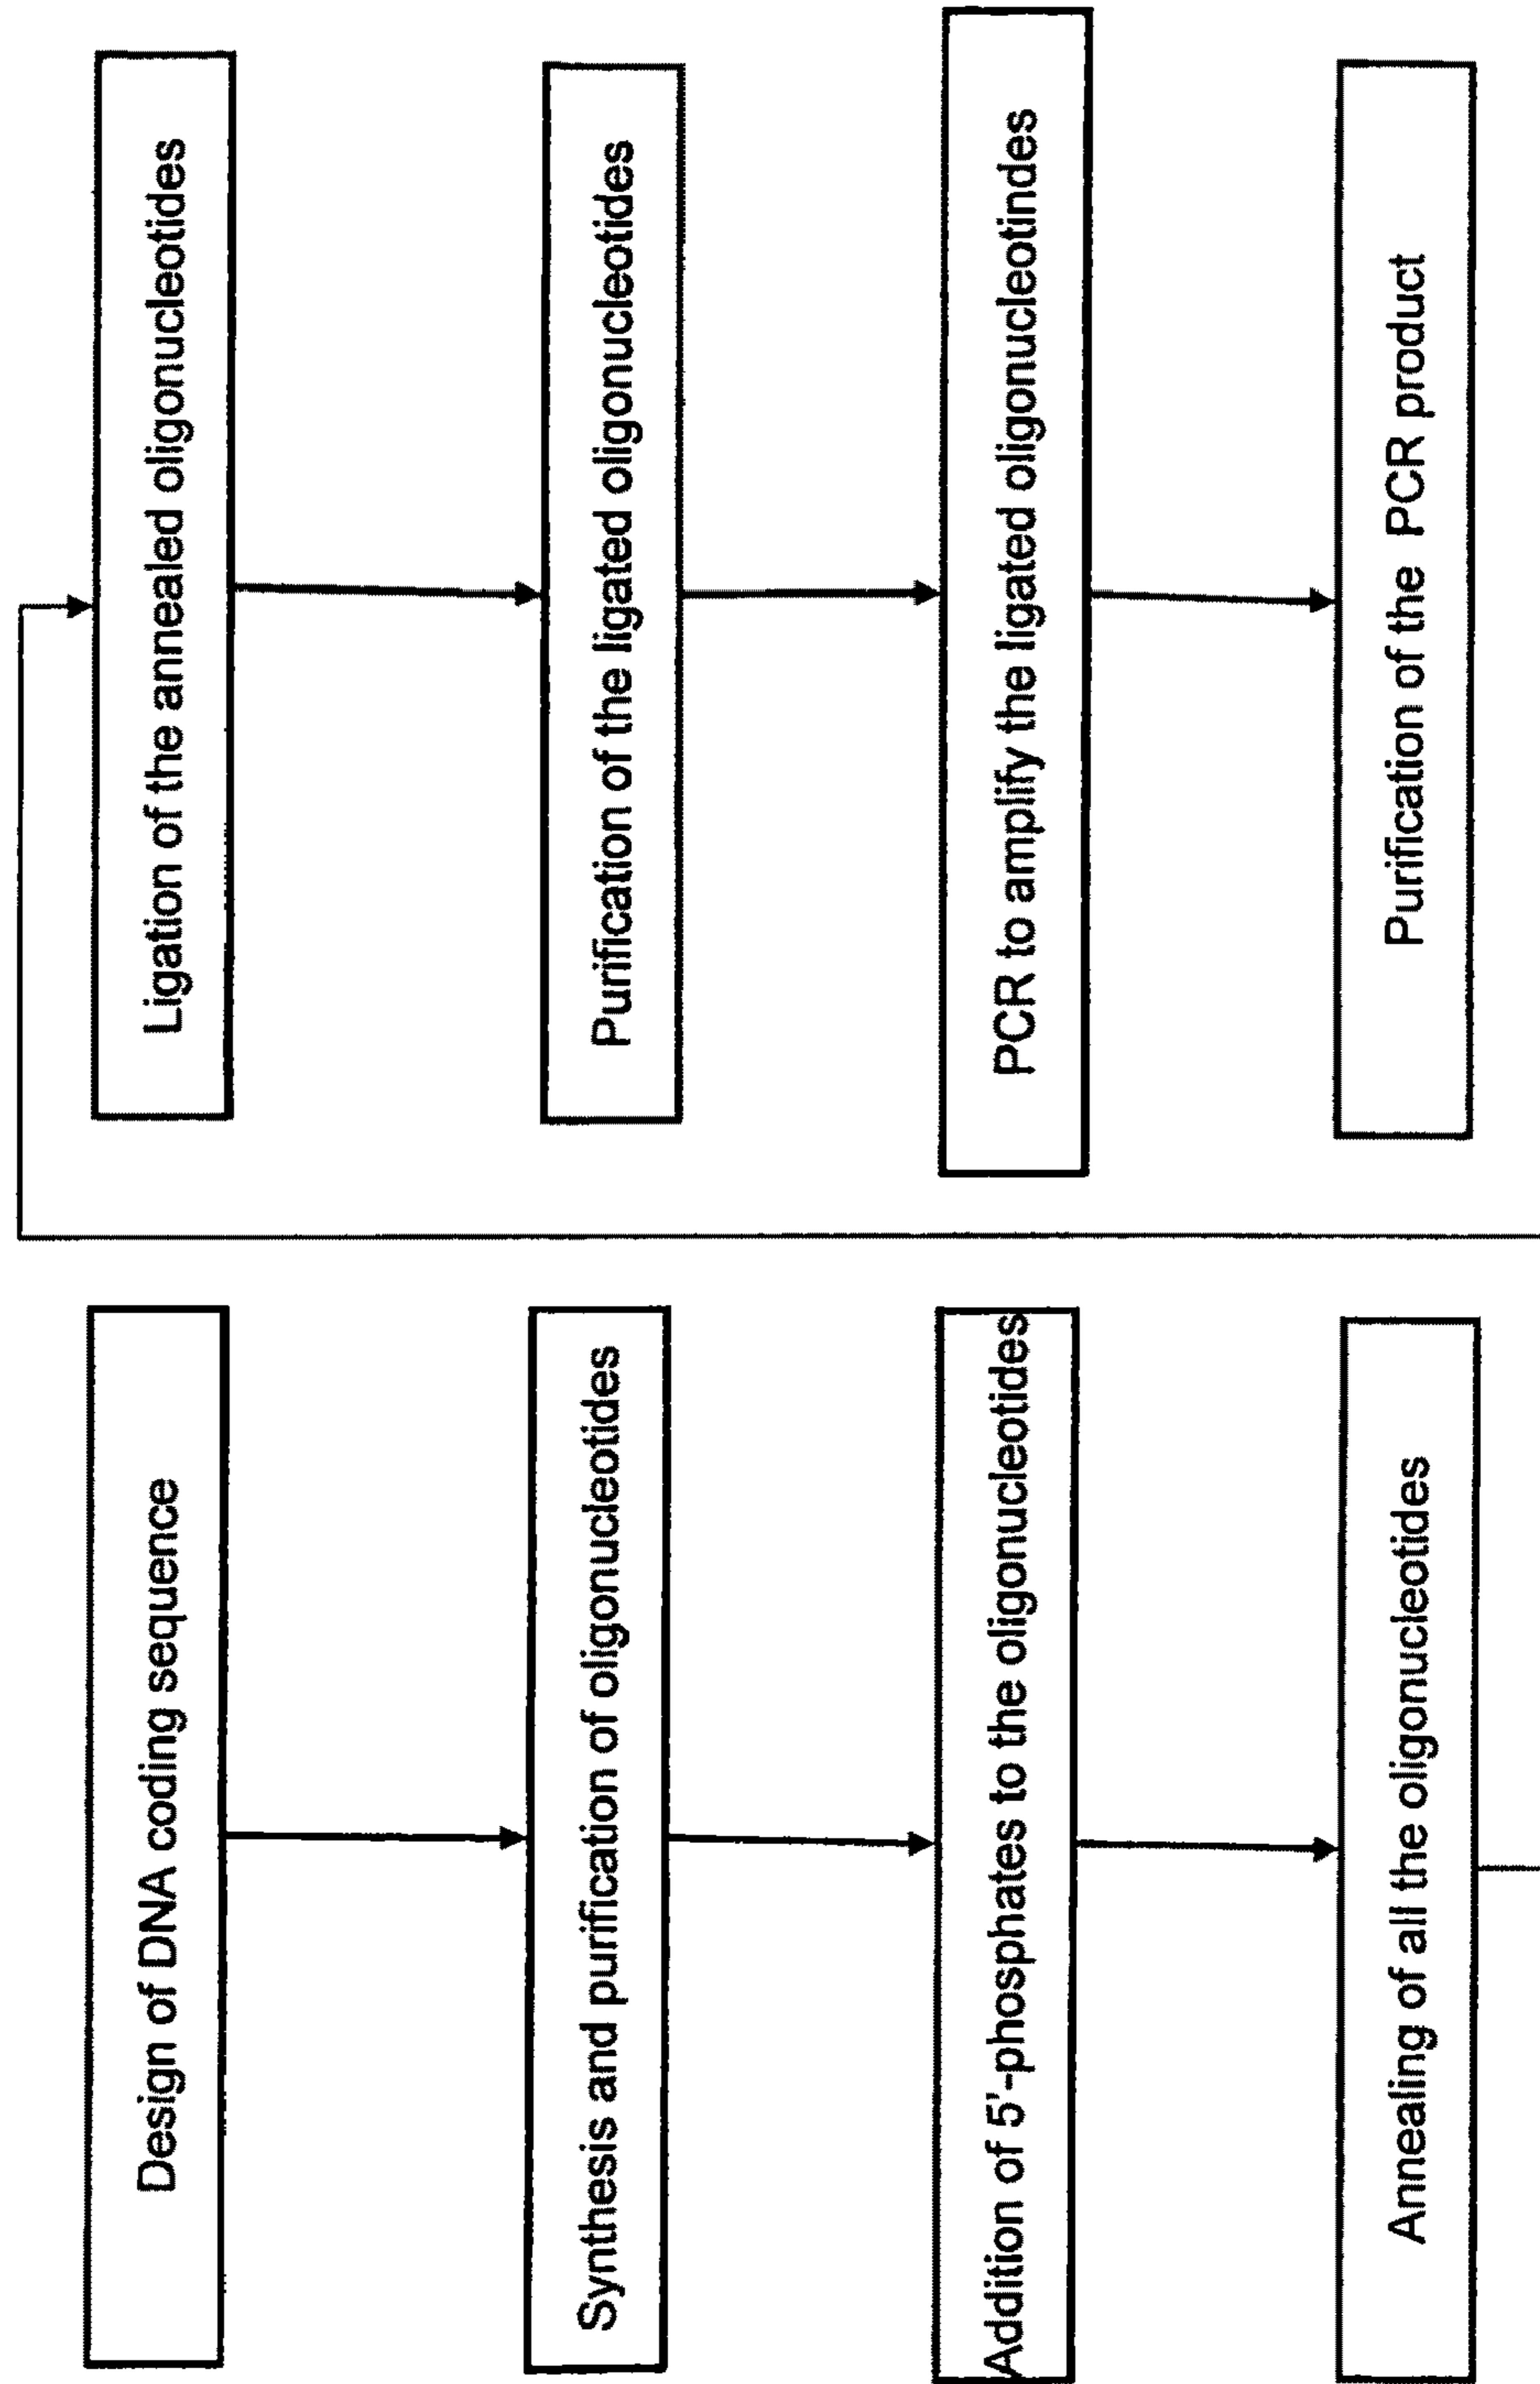 Design of DNA coding sequence
Synthesis and purification of oligonucleotides
Addition of 5'-phosphates to the oligonucleotides
Annealing of all the oligonucleotides
Ligation of the annealed oligonucleotides
Purification of the ligated oligonucleotides
PCR to amplify the ligated oligonucleotindes
Purification of the PCR product